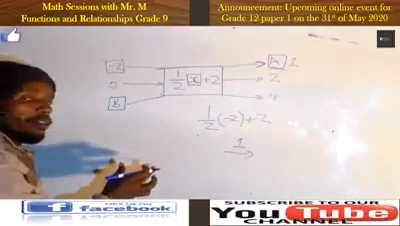 Math Sessions with Mr. M
Functions and Relationships Grade 9
Announcement: Upcoming online event for
Grade 12 paper 1 on the 31st of May 2020
-2
0
B
1/2 x + 2
A 1
2
4
1/2 (-2) + 2
1
facebook
SUBSCRIBE TO OUR
YouTube
CHANNEL